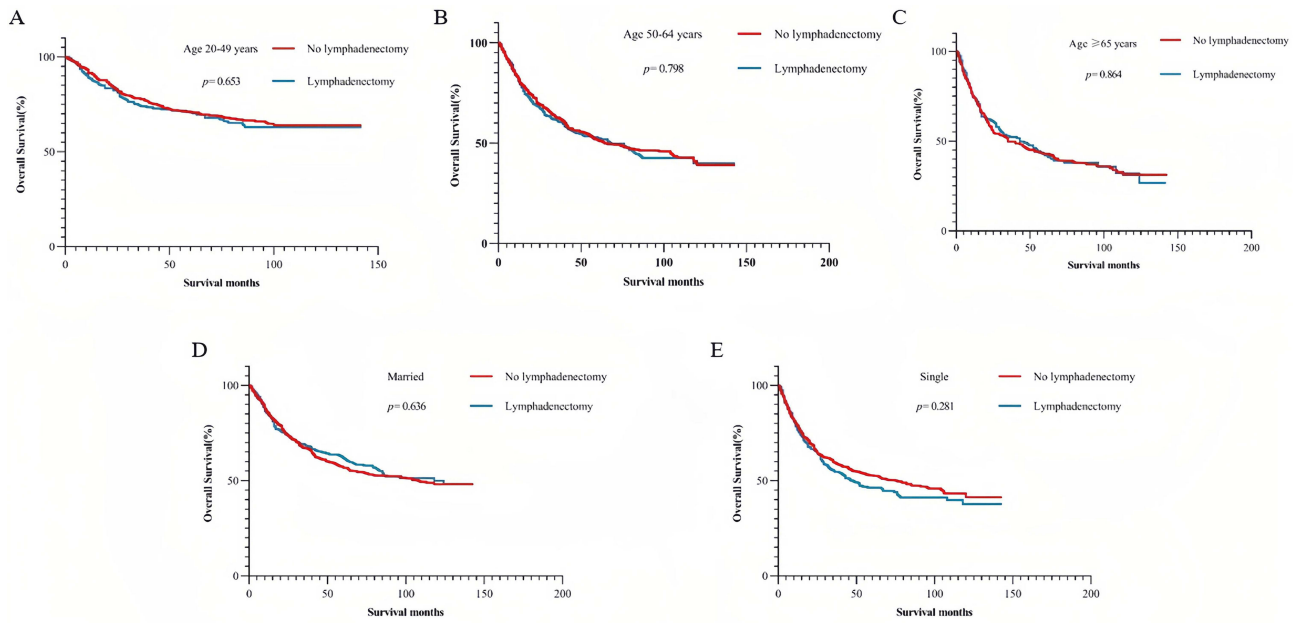 A
Age 20-49 years
No lymphadenectomy
p=0.653
Lymphadenectomy
Overall Survival(%)
100
50
0
0 50 100 150
Survival months
B
Age 50-64 years
No lymphadenectomy
p=0.798
Lymphadenectomy
Overall Survival(%)
100
50
0
0 50 100 150 200
Survival months
C
Age ⩾65 years
No lymphadenectomy
p=0.864
Lymphadenectomy
Overall Survival(%)
100
50
0
0 50 100 150 200
Survival months
D
Married
No lymphadenectomy
p=0.636
Lymphadenectomy
Overall Survival(%)
100
50
0
0 50 100 150 200
Survival months
E
Single
No lymphadenectomy
p=0.281
Lymphadenectomy
Overall Survival(%)
100
50
0
0 50 100 150 200
Survival months